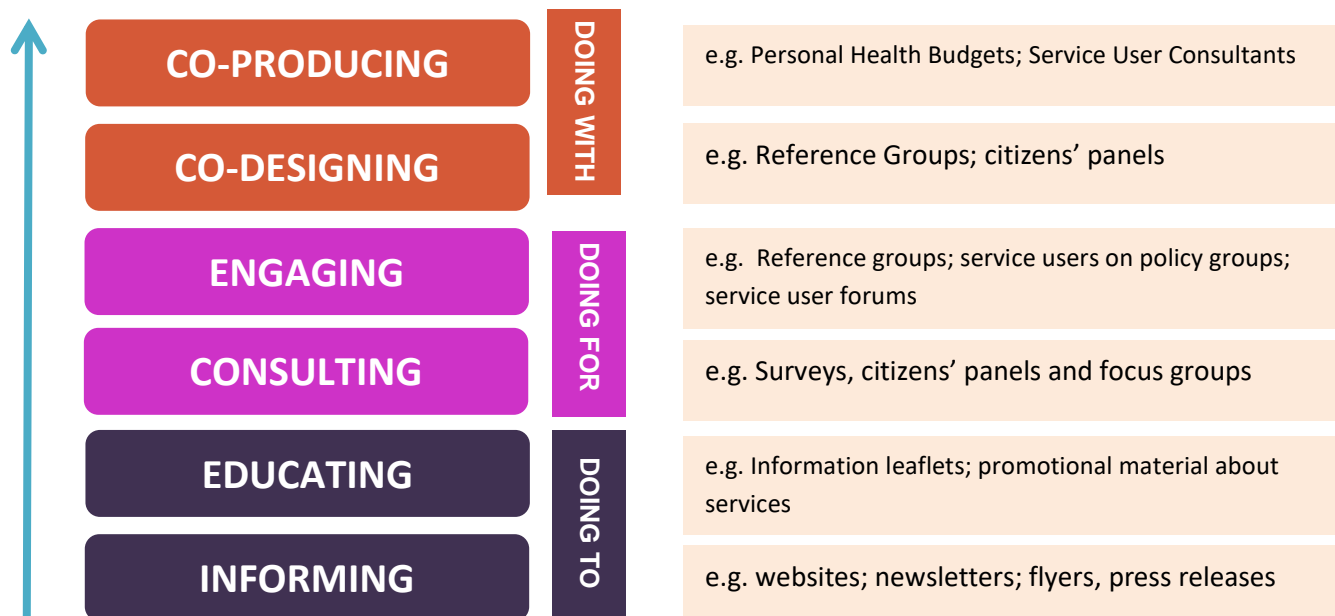 CO-PRODUCING
DOING WITH
e.g. Personal Health Budgets; Service User Consultants
CO-DESIGNING
e.g. Reference Groups; citizens’ panels
ENGAGING
DOING FOR
e.g.  Reference groups; service users on policy groups;
service user forums
CONSULTING
e.g. Surveys, citizens’ panels and focus groups
EDUCATING
DOING TO
e.g. Information leaflets; promotional material about
services
INFORMING
e.g. websites; newsletters; flyers, press releases